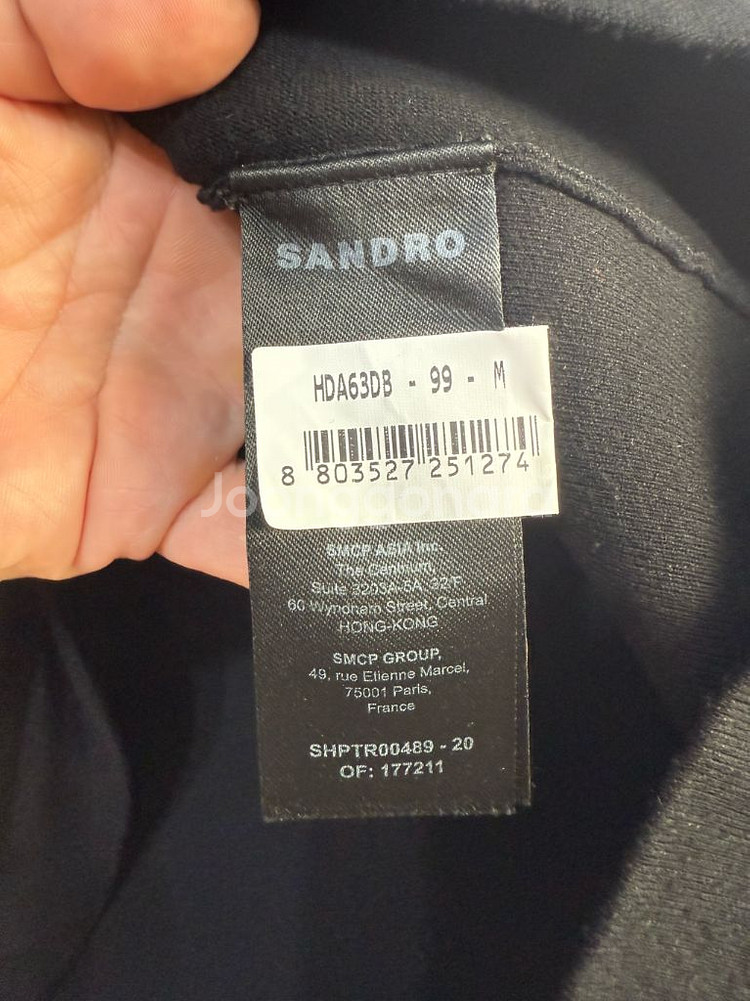 SANDRO
HDA63DB - 99 - M
8 803527 251274
SMCP ASIA Inc.
The Centrium,
Suite 3203A-5A, 32/F
60 Wyndham Street, Central
HONG-KONG
SMCP GROUP,
49, rue Etienne Marcel,
75001 Paris,
France
SHPTR00489 - 20
OF: 177211